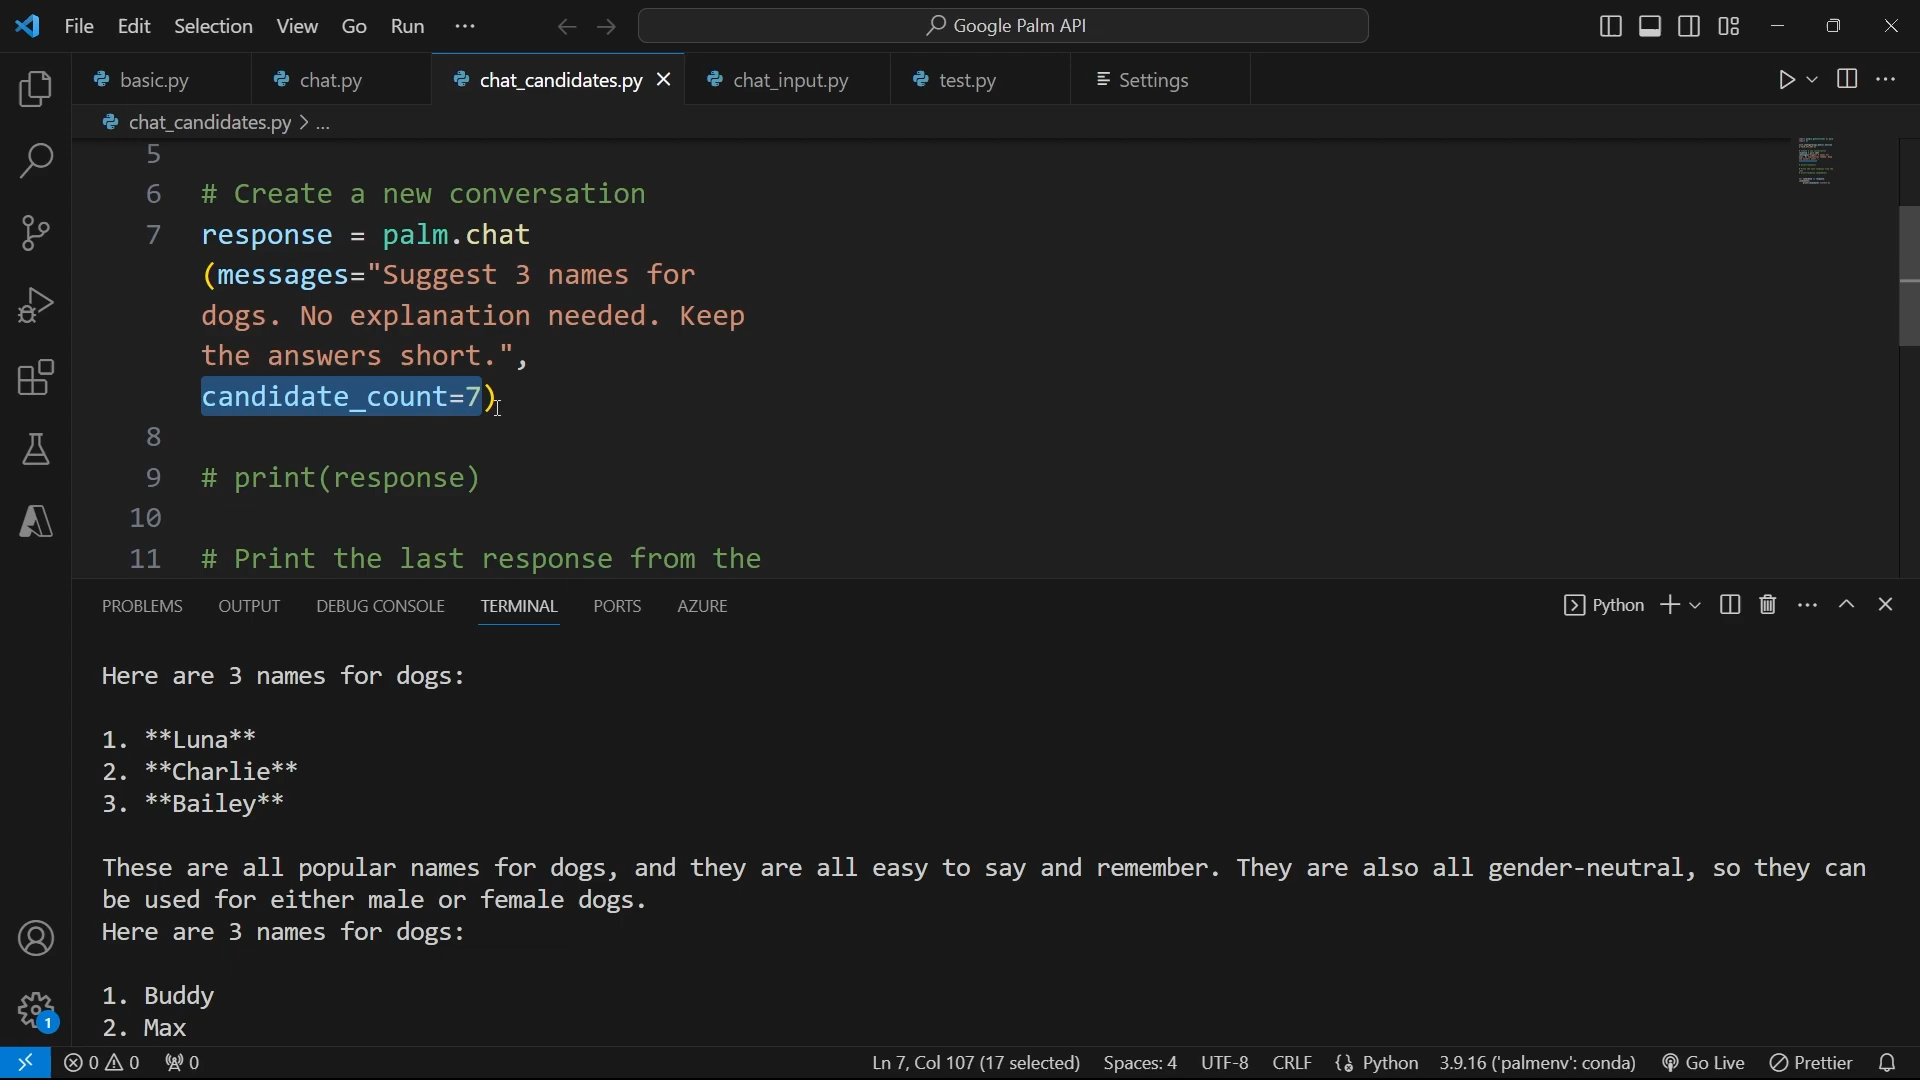 File Edit Selection View Go Run ··· Google Palm API
basic.py chat.py chat_candidates.py chat_input.py test.py Settings
chat_candidates.py > ...
5
6 # Create a new conversation
7 response = palm.chat
(messages="Suggest 3 names for
dogs. No explanation needed. Keep
the answers short.",
candidate_count=7)
8
9 # print(response)
10
11 # Print the last response from the
PROBLEMS OUTPUT DEBUG CONSOLE TERMINAL PORTS AZURE Python
Here are 3 names for dogs:
1. **Luna**
2. **Charlie**
3. **Bailey**
These are all popular names for dogs, and they are all easy to say and remember. They are also all gender-neutral, so they can
be used for either male or female dogs.
Here are 3 names for dogs:
1. Buddy
2. Max
1
0 0 0 Ln 7, Col 107 (17 selected) Spaces: 4 UTF-8 CRLF Python 3.9.16 ('palmenv': conda) Go Live Prettier